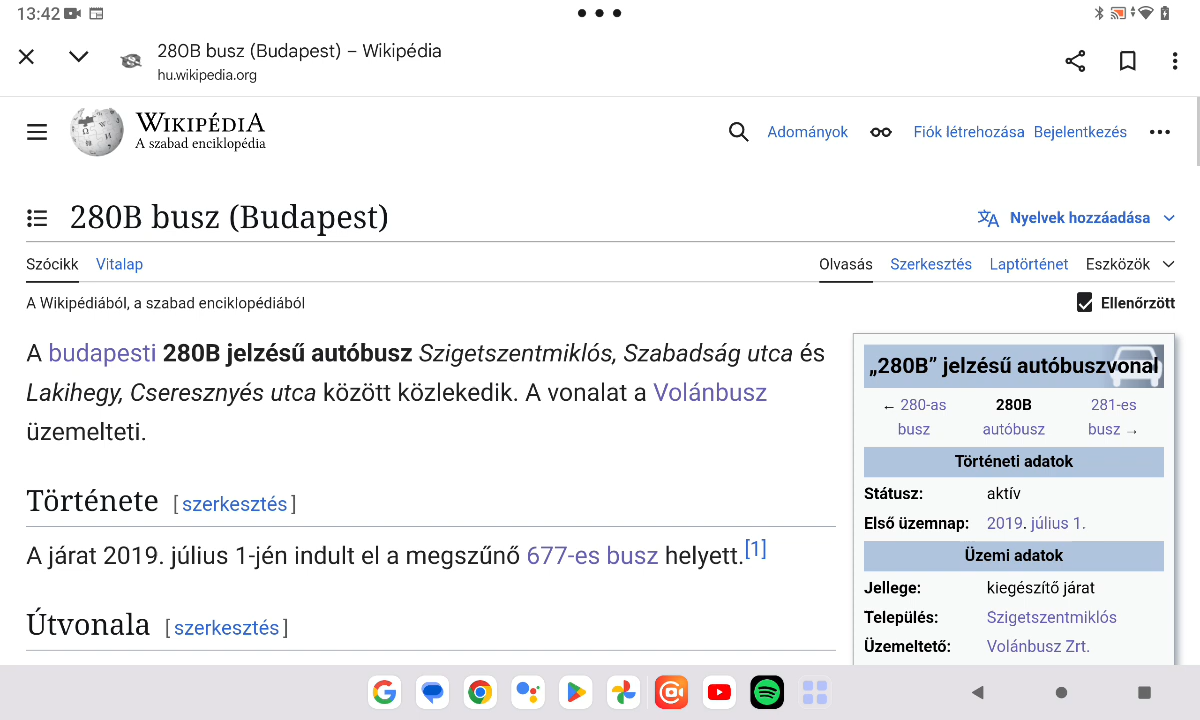 13:42
280B busz (Budapest) – Wikipédia
hu.wikipedia.org
WIKIPÉDIA
A szabad enciklopédia
Adományok
Fiók létrehozása Bejelentkezés
280B busz (Budapest)
Nyelvek hozzáadása
Szócikk Vitalap
Olvasás Szerkesztés Laptörténet Eszközök
A Wikipédiából, a szabad enciklopédiából
Ellenőrzött
A budapesti 280B jelzésű autóbusz Szigetszentmiklós, Szabadság utca és
Lakihegy, Cseresznyés utca között közlekedik. A vonalat a Volánbusz
üzemelteti.
Története [ szerkesztés ]
A járat 2019. július 1-jén indult el a megszűnő 677-es busz helyett.[1]
Útvonala [ szerkesztés ]
„280B” jelzésű autóbuszvonal
← 280-as 280B 281-es
busz autóbusz busz →
Történeti adatok
Státusz: aktív
Első üzemnap: 2019. július 1.
Üzemi adatok
Jellege: kiegészítő járat
Település: Szigetszentmiklós
Üzemeltető: Volánbusz Zrt.